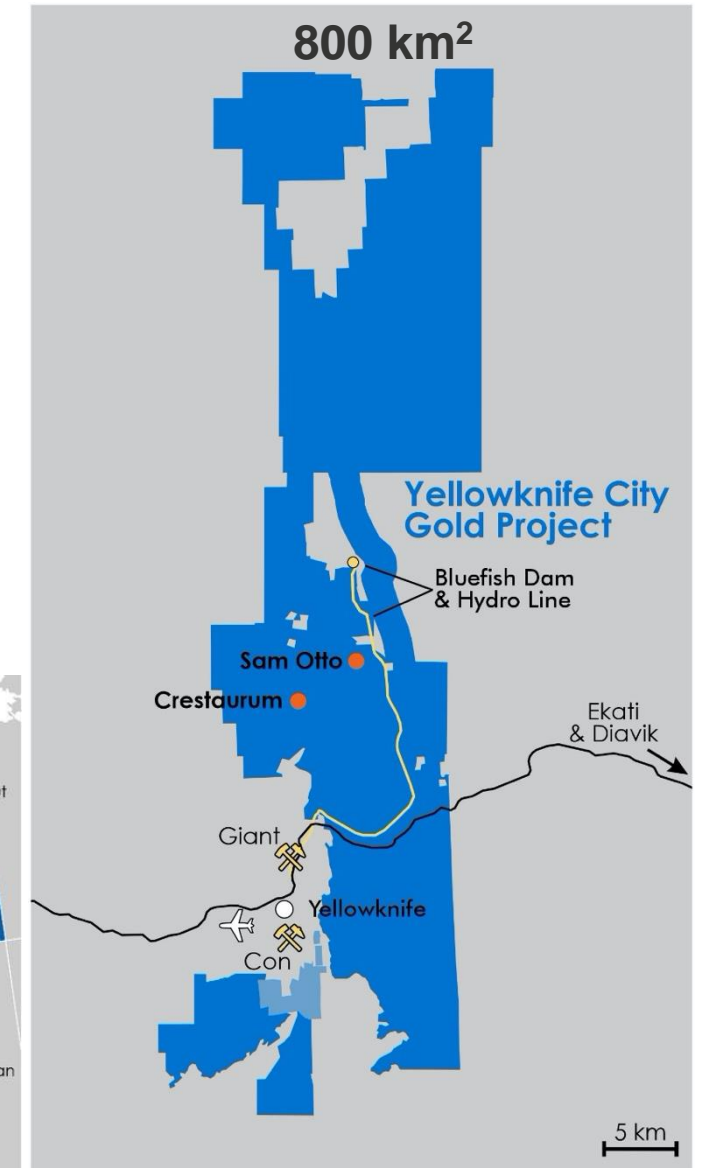 800 km²
Yellowknife City
Gold Project
Bluefish Dam
& Hydro Line
Sam Otto
Crestaurum
Ekati
& Diavik
Giant
Yellowknife
Con
5 km